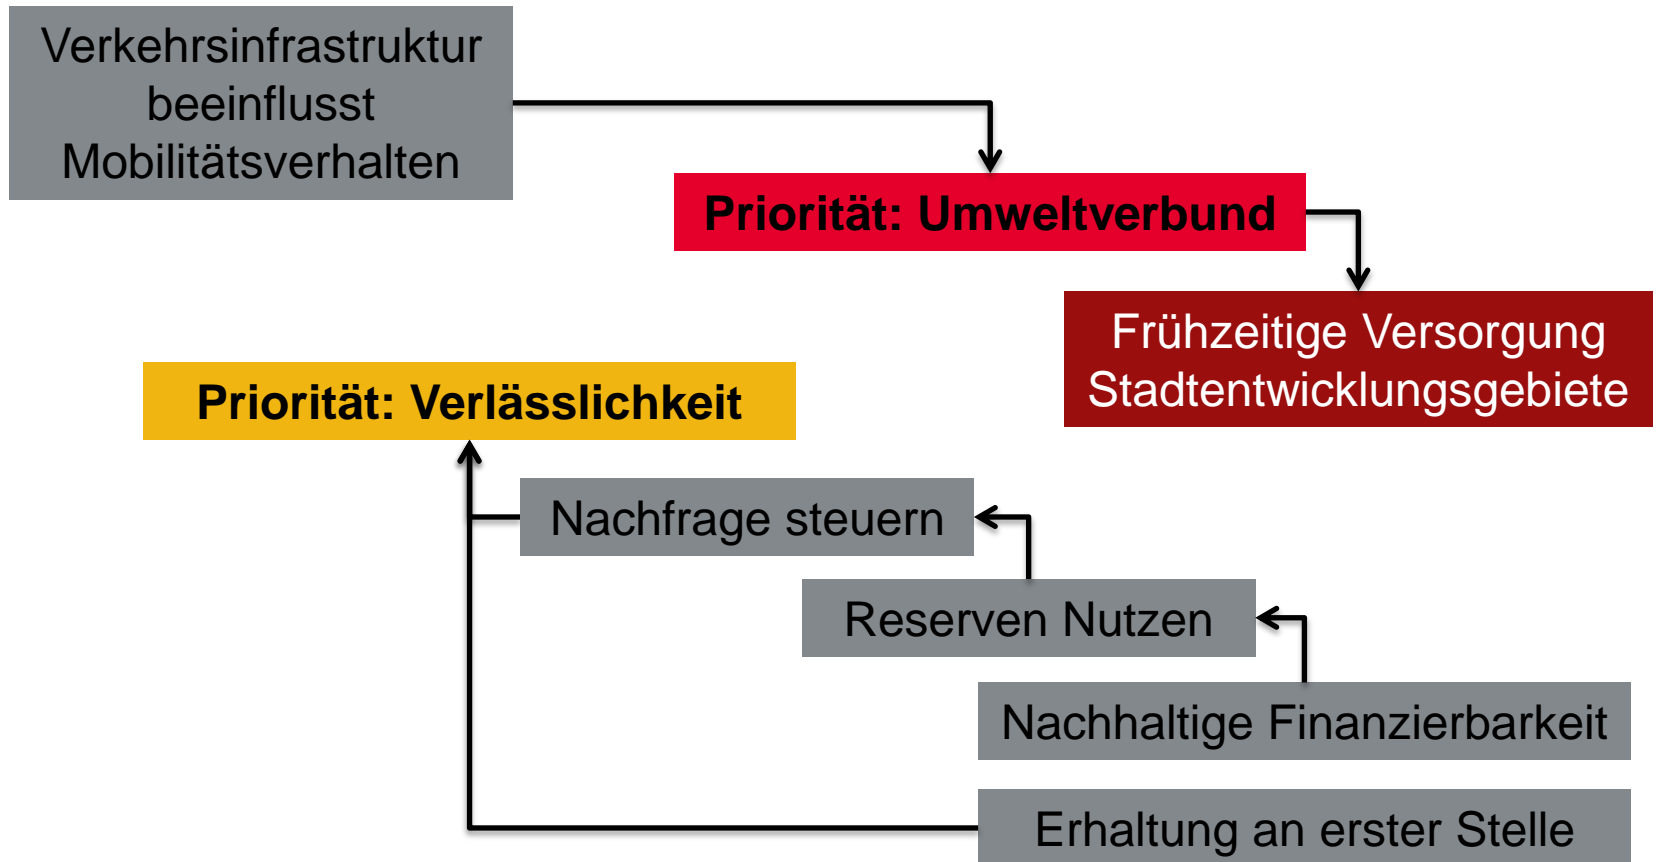 Verkehrsinfrastruktur
beeinflusst
Mobilitätsverhalten
Priorität: Umweltverbund
Frühzeitige Versorgung
Stadtentwicklungsgebiete
Priorität: Verlässlichkeit
Nachfrage steuern
Reserven Nutzen
Nachhaltige Finanzierbarkeit
Erhaltung an erster Stelle